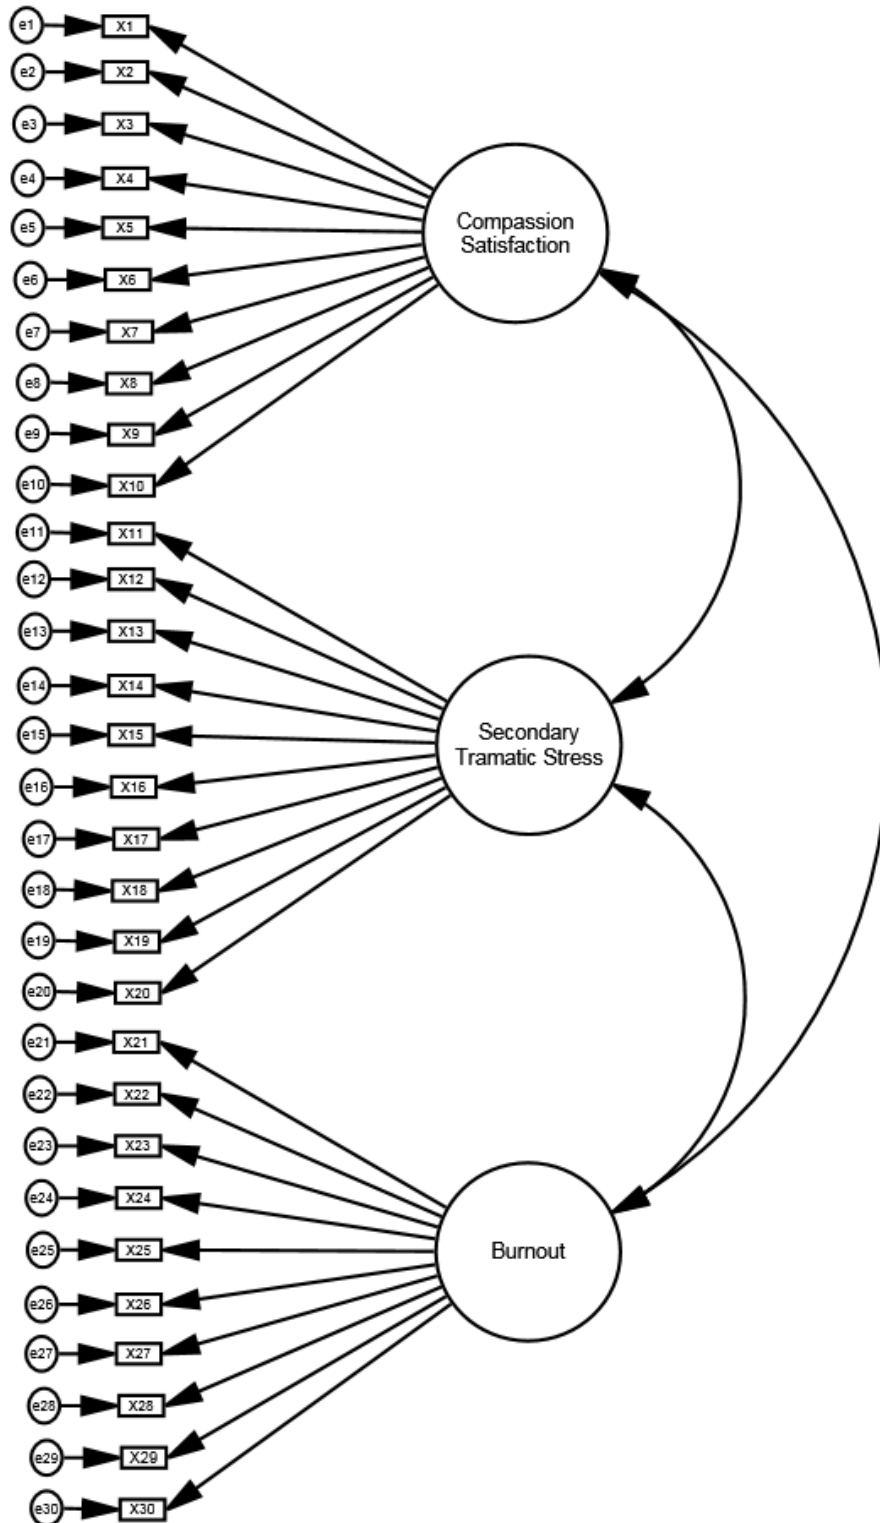 e1 X1
e2 X2
e3 X3
e4 X4
e5 X5
e6 X6
e7 X7
e8 X8
e9 X9
e10 X10
Compassion
Satisfaction
e11 X11
e12 X12
e13 X13
e14 X14
e15 X15
e16 X16
e17 X17
e18 X18
e19 X19
e20 X20
Secondary
Tramatic Stress
e21 X21
e22 X22
e23 X23
e24 X24
e25 X25
e26 X26
e27 X27
e28 X28
e29 X29
e30 X30
Burnout